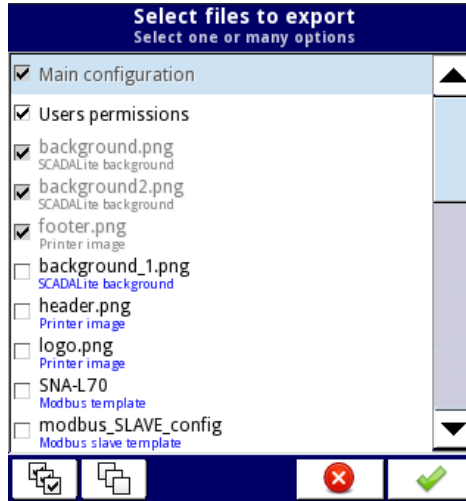 Select files to export
Select one or many options
Main configuration
Users permissions
background.png
SCADALite background
background2.png
SCADALite background
footer.png
Printer image
background_1.png
SCADALite background
header.png
Printer image
logo.png
Printer image
SNA-L70
Modbus template
modbus_SLAVE_config
Modbus slave template